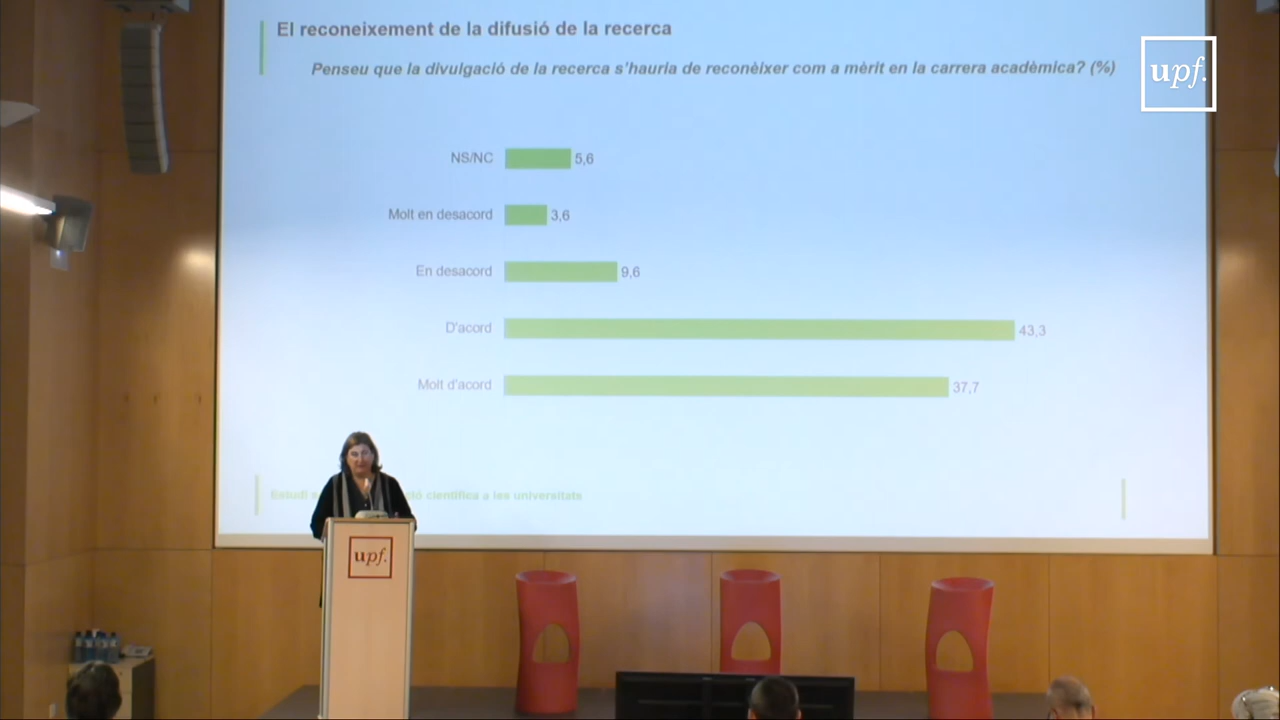 El reconeixement de la difusió de la recerca
Penseu que la divulgació de la recerca s'hauria de reconèixer com a mèrit en la carrera acadèmica? (%)
upf.
NS/NC 5,6
Molt en desacord 3,6
En desacord 9,6
D'acord 43,3
Molt d'acord 37,7
Estudi científica a les universitats
upf.